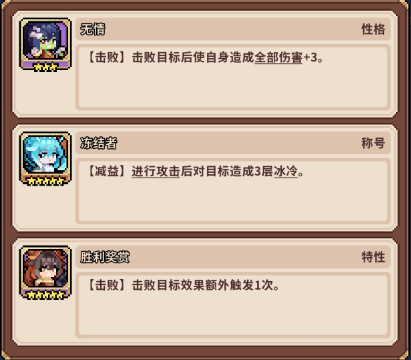 无情 性格
【击败】击败目标后使自身造成全部伤害+3。
冻结者 称号
【减益】进行攻击后对目标造成3层冰冷。
胜利奖赏 特性
【击败】击败目标效果额外触发1次。